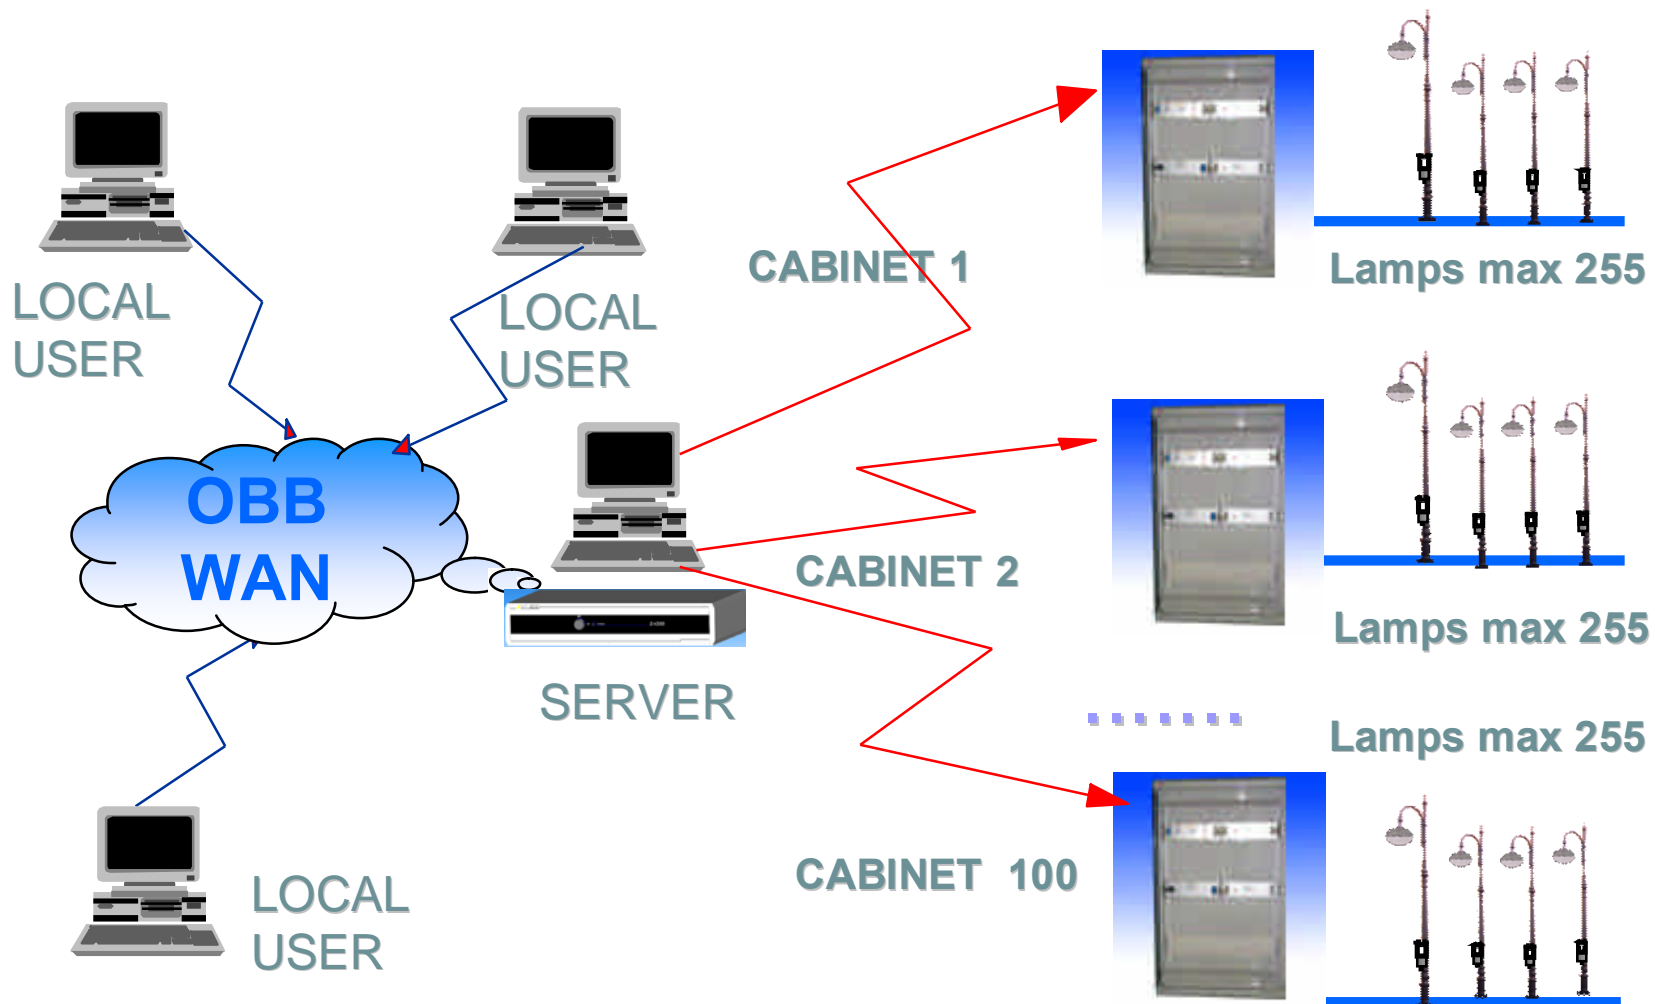 LOCAL
USER
LOCAL
USER
CABINET 1
Lamps max 255
OBB
WAN
CABINET 2
Lamps max 255
SERVER
Lamps max 255
CABINET 100
LOCAL
USER